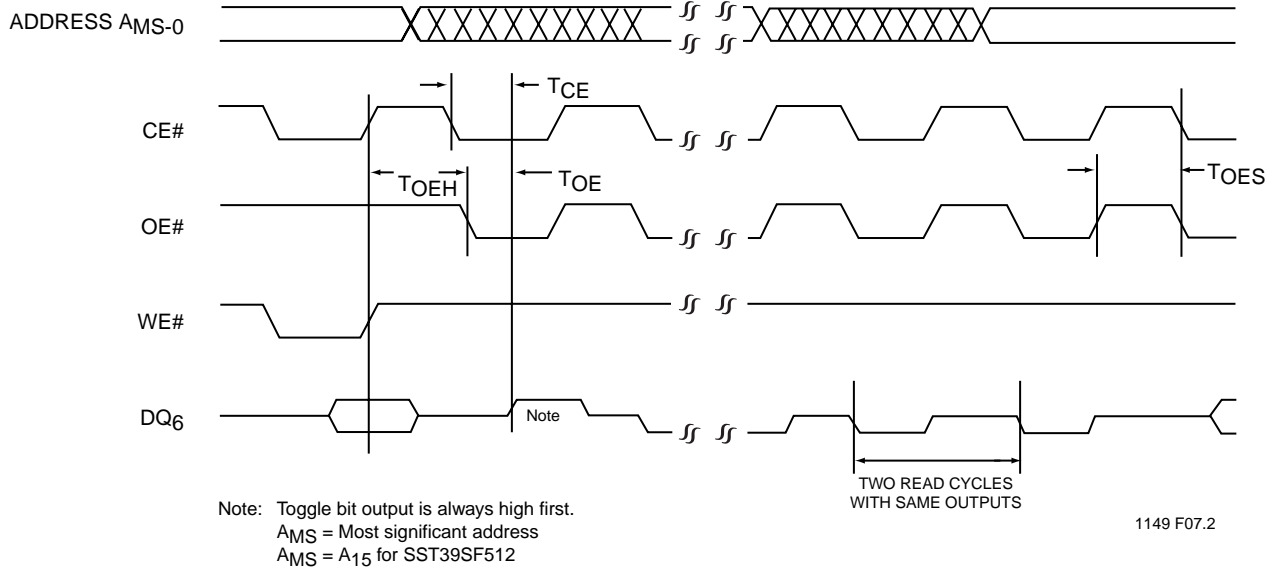 ADDRESS AMS-0
TCE
CE#
TOEH
TOE
TOES
OE#
WE#
DQ6
Note
TWO READ CYCLES
WITH SAME OUTPUTS
Note: Toggle bit output is always high first.
AMS = Most significant address
AMS = A15 for SST39SF512
1149 F07.2